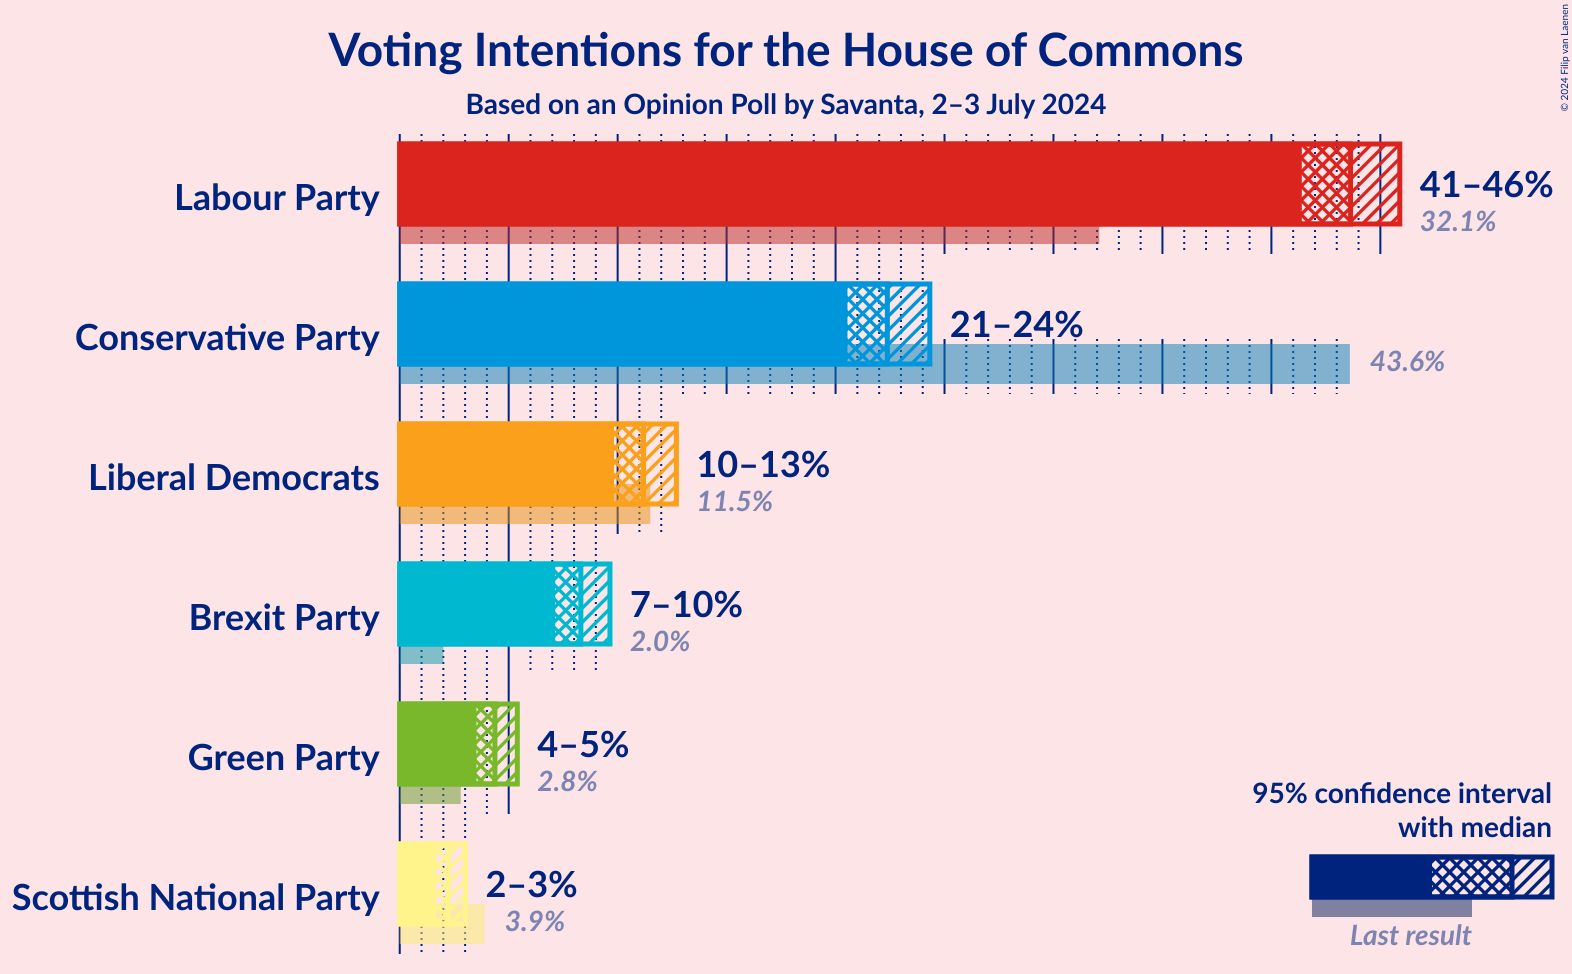 Voting Intentions for the House of Commons
Based on an Opinion Poll by Savanta, 2–3 July 2024
© 2024 Filip van Laenen
Labour Party
41–46%
32.1%
Conservative Party
21–24%
43.6%
Liberal Democrats
10–13%
11.5%
Brexit Party
7–10%
2.0%
Green Party
4–5%
2.8%
Scottish National Party
2–3%
3.9%
95% confidence interval
with median
Last result